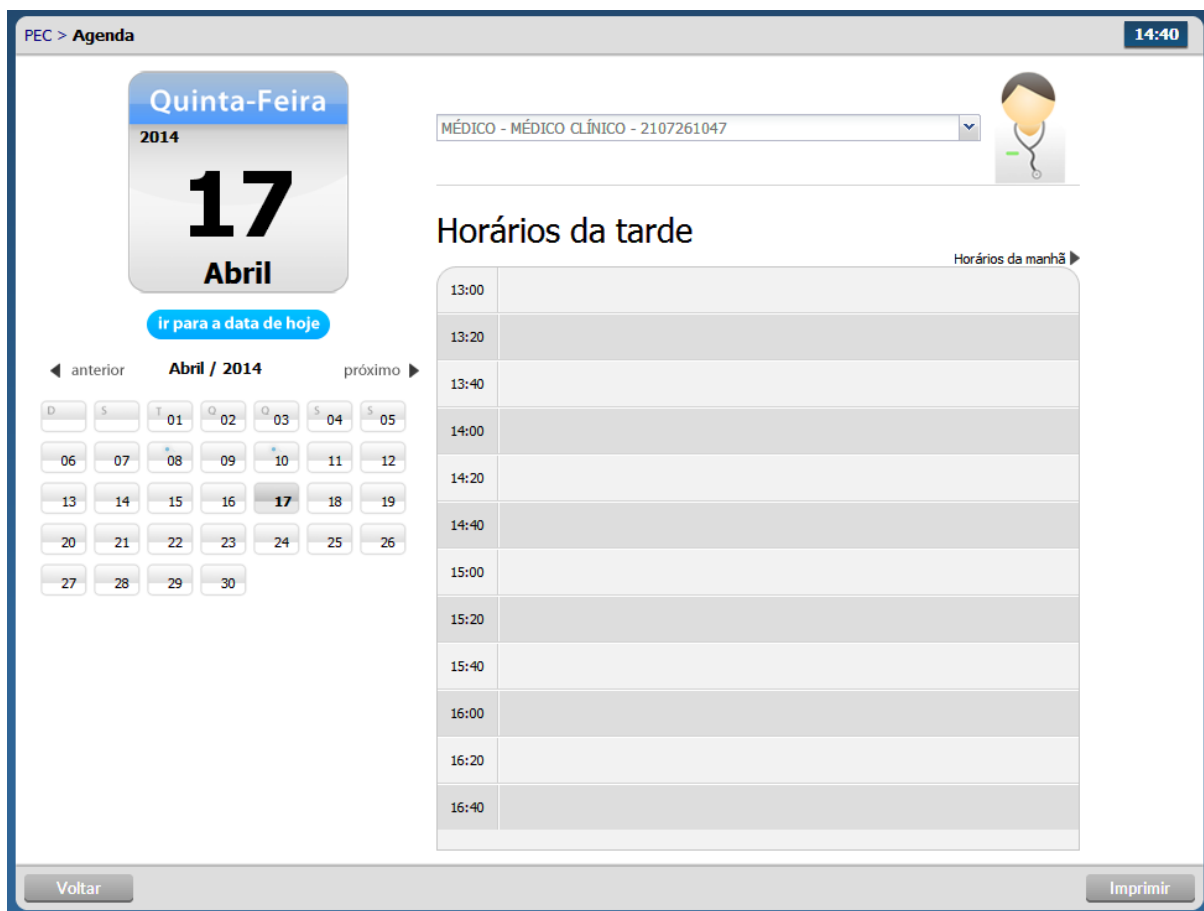 PEC > Agenda
14:40
Quinta-Feira
2014
17
Abril
ir para a data de hoje
anterior Abril / 2014 próximo
D S T 01 Q 02 Q 03 S 04 S 05
06 07 08 09 10 11 12
13 14 15 16 17 18 19
20 21 22 23 24 25 26
27 28 29 30
MÉDICO - MÉDICO CLÍNICO - 2107261047
Horários da tarde
Horários da manhã
13:00
13:20
13:40
14:00
14:20
14:40
15:00
15:20
15:40
16:00
16:20
16:40
Voltar
Imprimir